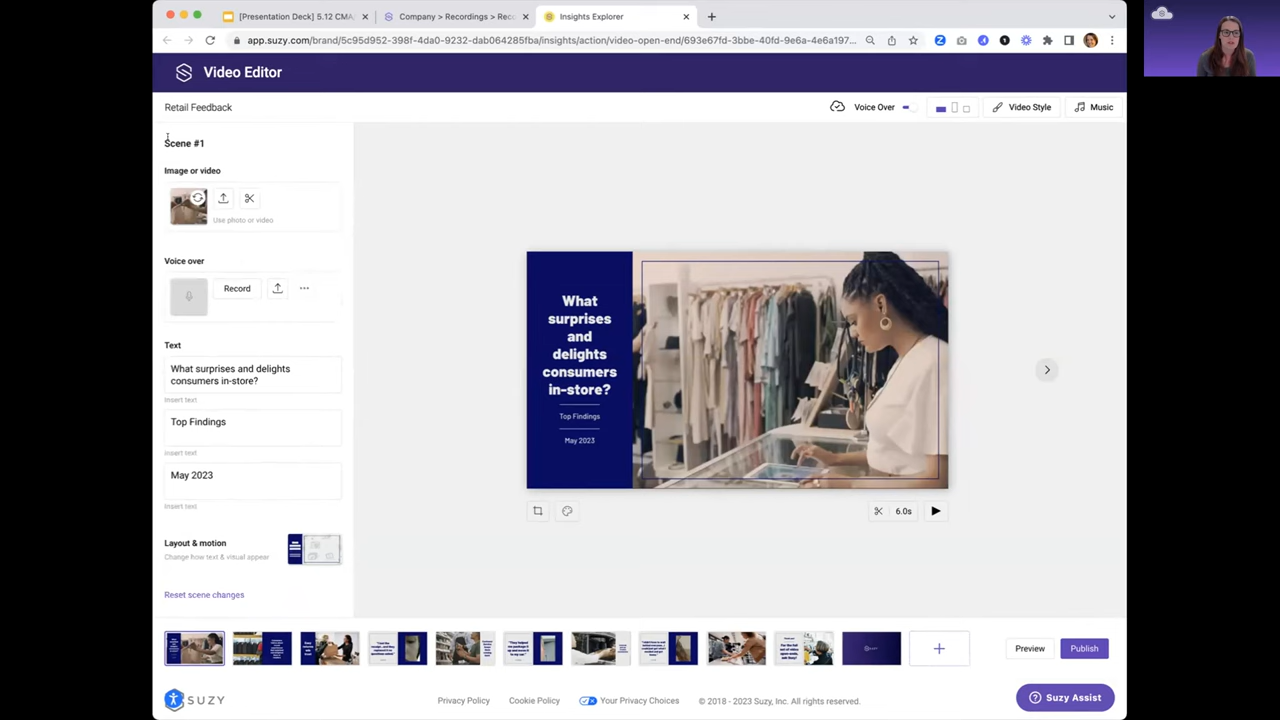 [Presentation Deck] 5.12 CMA
Company > Recordings > Rec
Insights Explorer
app.suzy.com/brand/5c95d952-398f-4da0-9232-dab064285fba/insights/action/video-open-end/693e67fd-3bbe-40fd-9e6a-4e6a197...
Video Editor
Retail Feedback
Voice Over
Video Style
Music
Scene #1
Image or video
Use photo or video
Voice over
Record
Text
What surprises and delights
consumers in-store?
Insert text
Top Findings
Insert text
May 2023
Insert text
Layout & motion
Change how text & visual appear
Reset scene changes
What
surprises
and
delights
consumers
in-store?
Top Findings
May 2023
6.0s
Preview
Publish
SUZY
Privacy Policy
Cookie Policy
Your Privacy Choices
© 2018 - 2023 Suzy, Inc. All rights reserved.
Suzy Assist